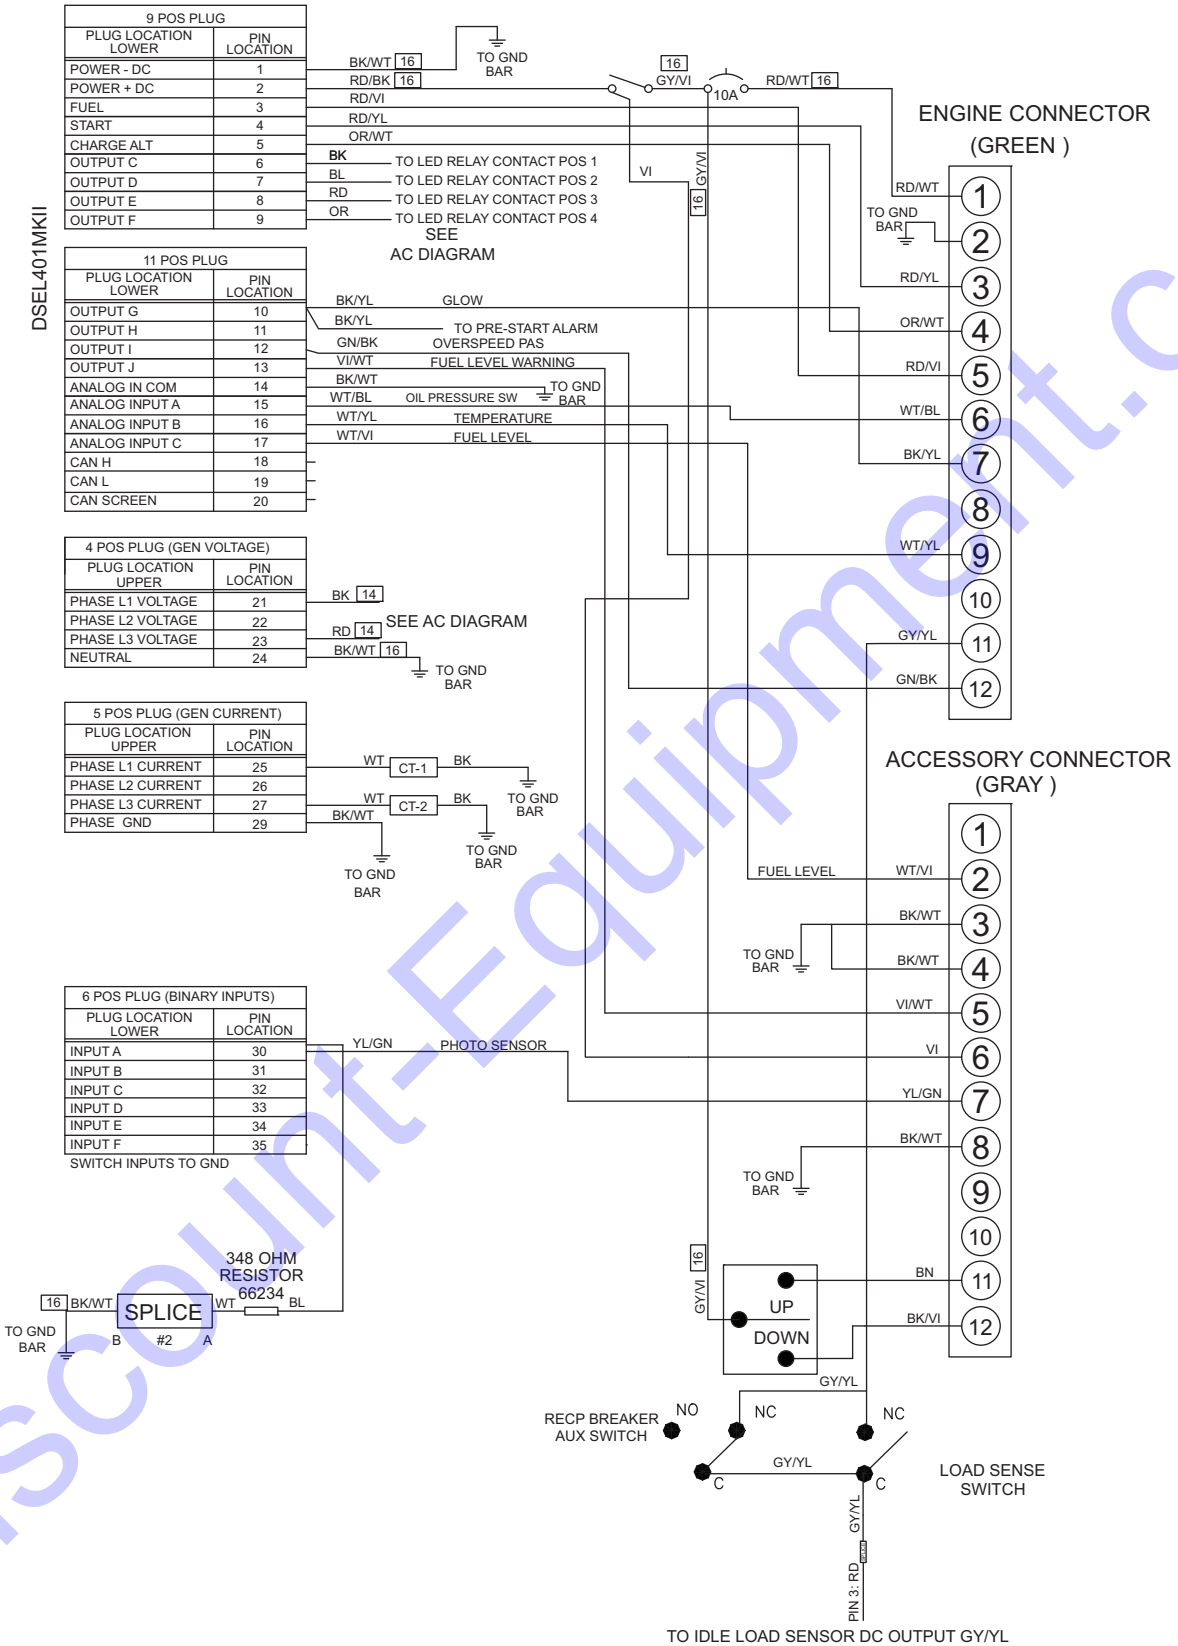 DSEL401MKII
9 POS PLUG
PLUG LOCATION LOWER
PIN LOCATION
POWER - DC 1 BK/WT 16
TO GND BAR
POWER + DC 2 RD/BK 16
16
GY/VI
10A
RD/WT 16
FUEL 3 RD/VI
START 4 RD/YL
CHARGE ALT 5 OR/WT
OUTPUT C 6 BK TO LED RELAY CONTACT POS 1
OUTPUT D 7 BL TO LED RELAY CONTACT POS 2
OUTPUT E 8 RD TO LED RELAY CONTACT POS 3
OUTPUT F 9 OR TO LED RELAY CONTACT POS 4
SEE
AC DIAGRAM
VI
16 GY/VI
11 POS PLUG
PLUG LOCATION LOWER
PIN LOCATION
OUTPUT G 10 BK/YL GLOW
OUTPUT H 11 BK/YL TO PRE-START ALARM
OUTPUT I 12 GN/BK OVERSPEED PAS
OUTPUT J 13 VI/WT FUEL LEVEL WARNING
ANALOG IN COM 14 BK/WT TO GND BAR
ANALOG INPUT A 15 WT/BL OIL PRESSURE SW
ANALOG INPUT B 16 WT/YL TEMPERATURE
ANALOG INPUT C 17 WT/VI FUEL LEVEL
CAN H 18
CAN L 19
CAN SCREEN 20
4 POS PLUG (GEN VOLTAGE)
PLUG LOCATION UPPER
PIN LOCATION
PHASE L1 VOLTAGE 21 BK 14
PHASE L2 VOLTAGE 22 SEE AC DIAGRAM
PHASE L3 VOLTAGE 23 RD 14
NEUTRAL 24 BK/WT 16
TO GND BAR
5 POS PLUG (GEN CURRENT)
PLUG LOCATION UPPER
PIN LOCATION
PHASE L1 CURRENT 25 WT CT-1 BK
TO GND BAR
PHASE L2 CURRENT 26
PHASE L3 CURRENT 27 WT CT-2 BK
TO GND BAR
PHASE GND 29 BK/WT
TO GND BAR
6 POS PLUG (BINARY INPUTS)
PLUG LOCATION LOWER
PIN LOCATION
INPUT A 30 YL/GN PHOTO SENSOR
INPUT B 31
INPUT C 32
INPUT D 33
INPUT E 34
INPUT F 35
SWITCH INPUTS TO GND
348 OHM
RESISTOR
66234
16 BK/WT SPLICE WT BL
B #2 A
TO GND BAR
ENGINE CONNECTOR
(GREEN )
RD/WT 1
TO GND BAR 2
RD/YL 3
OR/WT 4
RD/VI 5
WT/BL 6
BK/YL 7
8
WT/YL 9
10
GY/YL 11
GN/BK 12
ACCESSORY CONNECTOR
(GRAY )
1
FUEL LEVEL WT/VI 2
BK/WT 3
TO GND BAR
BK/WT 4
VI/WT 5
VI 6
YL/GN 7
BK/WT 8
TO GND BAR
9
10
BN 11
BK/VI 12
GY/VI 16
UP
DOWN
GY/YL
RECP BREAKER
AUX SWITCH
NO
NC
NC
C
GY/YL
C
LOAD SENSE
SWITCH
GY/YL
PIN 3: RD
TO IDLE LOAD SENSOR DC OUTPUT GY/YL
iscount-Equipment.c